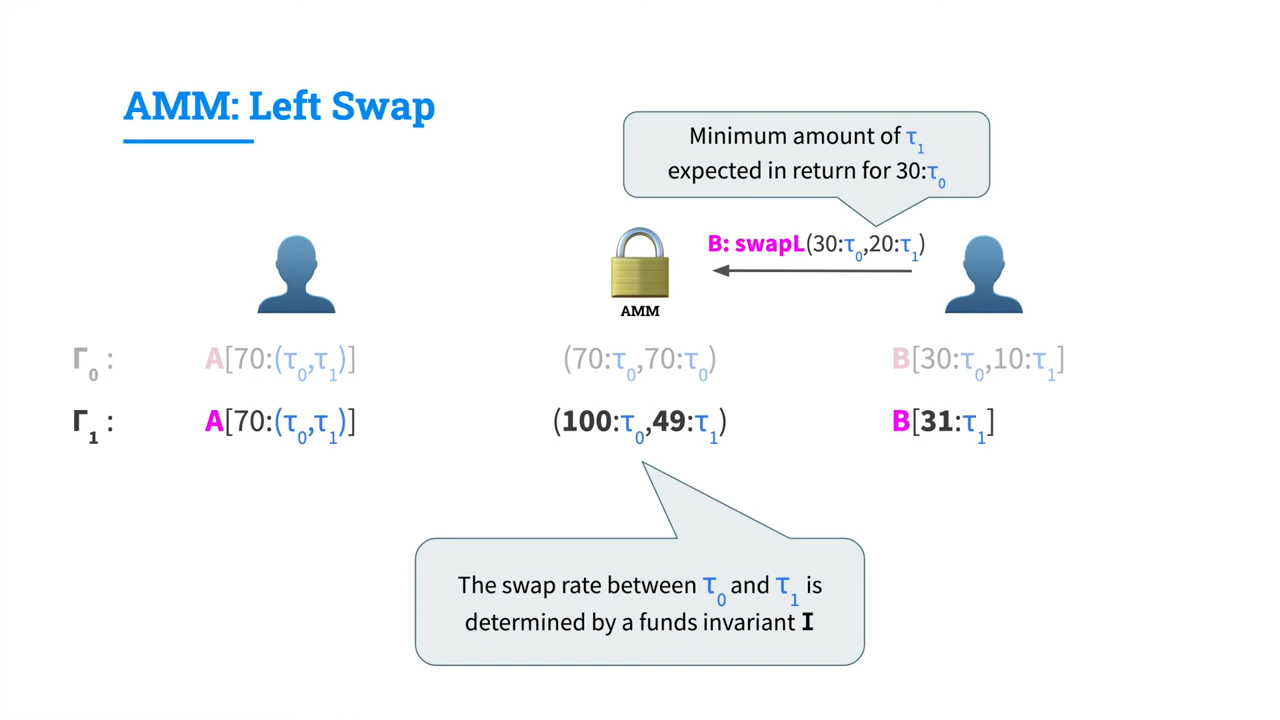 AMM: Left Swap
Minimum amount of τ₁
expected in return for 30:τ₀
B: swapL(30:τ₀,20:τ₁)
AMM
Γ₀ : A[70:(τ₀,τ₁)] (70:τ₀,70:τ₀) B[30:τ₀,10:τ₁]
Γ₁ : A[70:(τ₀,τ₁)] (100:τ₀,49:τ₁) B[31:τ₁]
The swap rate between τ₀ and τ₁ is
determined by a funds invariant I